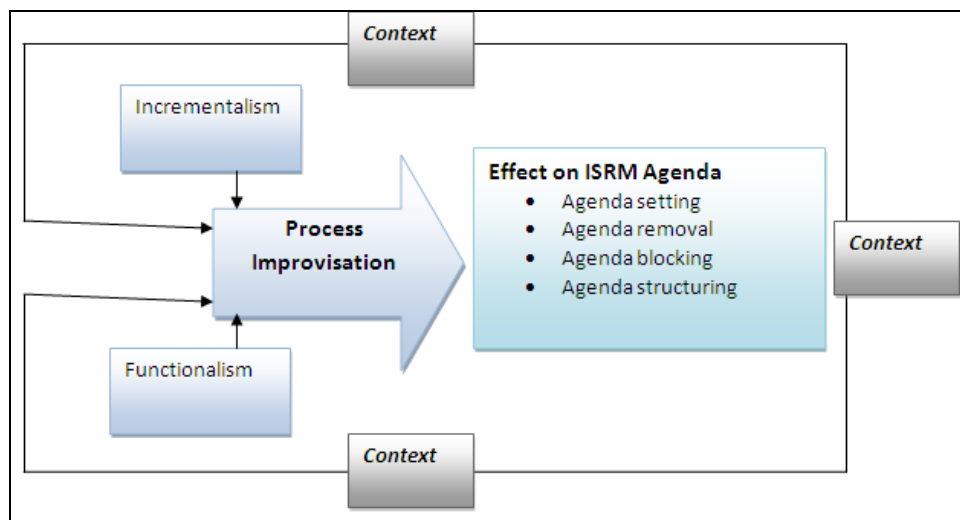 Context
Incrementalism
Process
Improvisation
Effect on ISRM Agenda
• Agenda setting
• Agenda removal
• Agenda blocking
• Agenda structuring
Context
Functionalism
Context